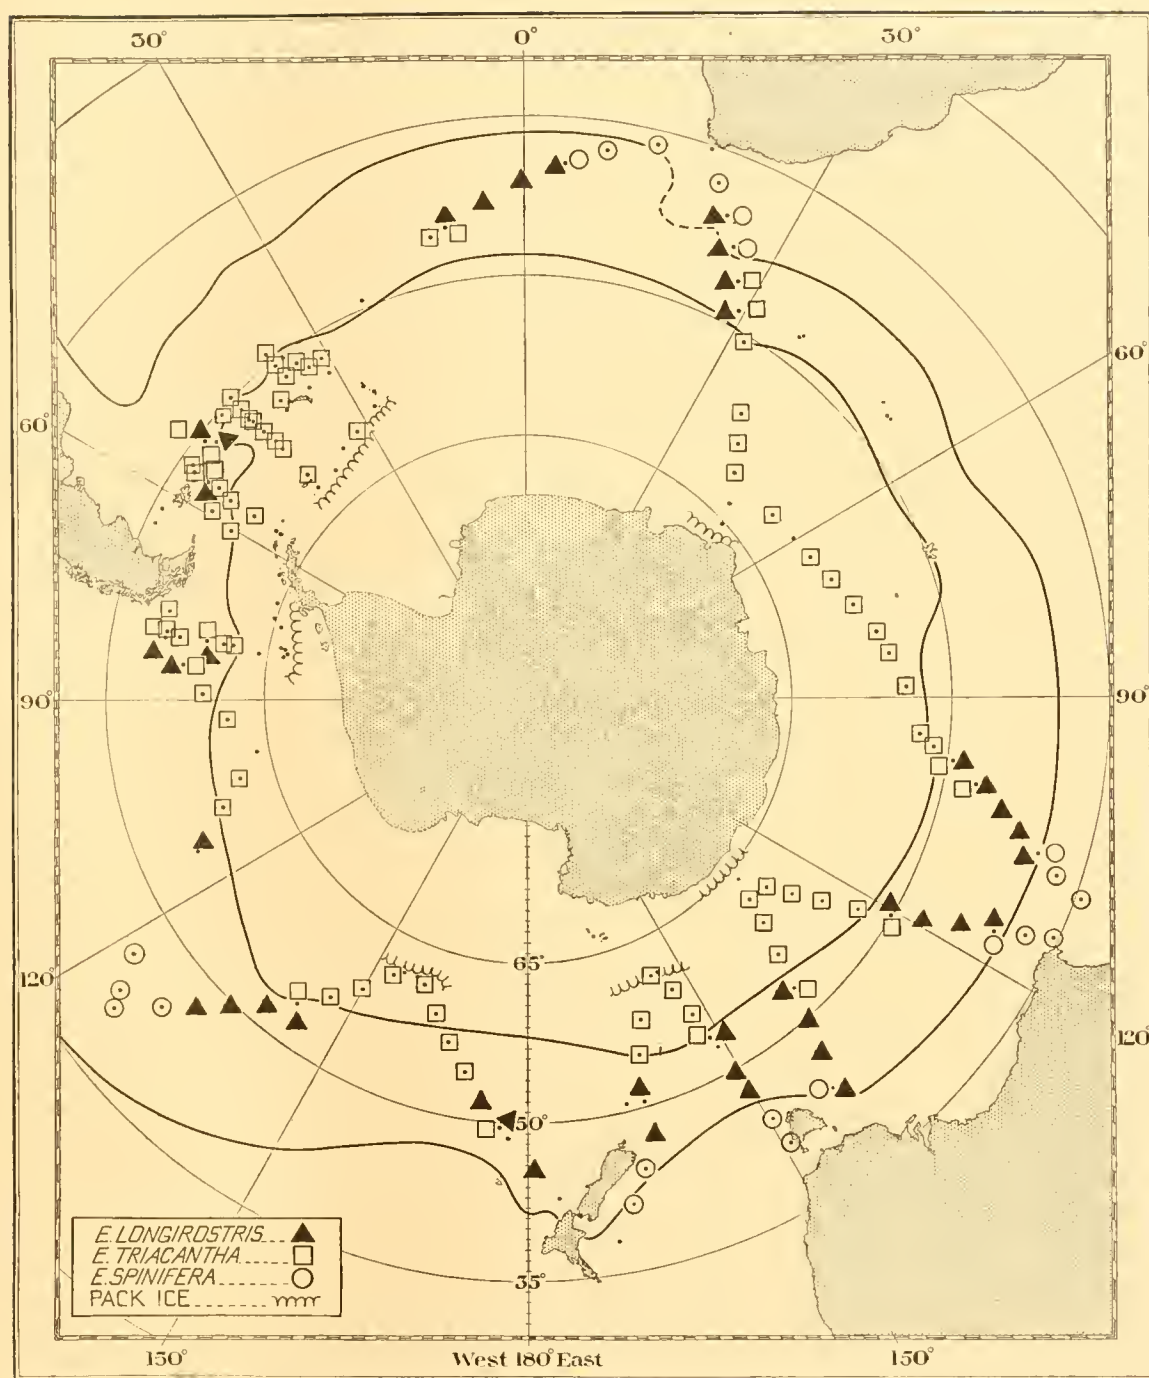 30° 0° 30°
60°
60°
90° 90°
120°
120°
65°
50°
35°
E. LONGIROSTRIS
E. TRIACANTHA
E. SPINIFERA
PACK ICE
150° West 180° East 150°